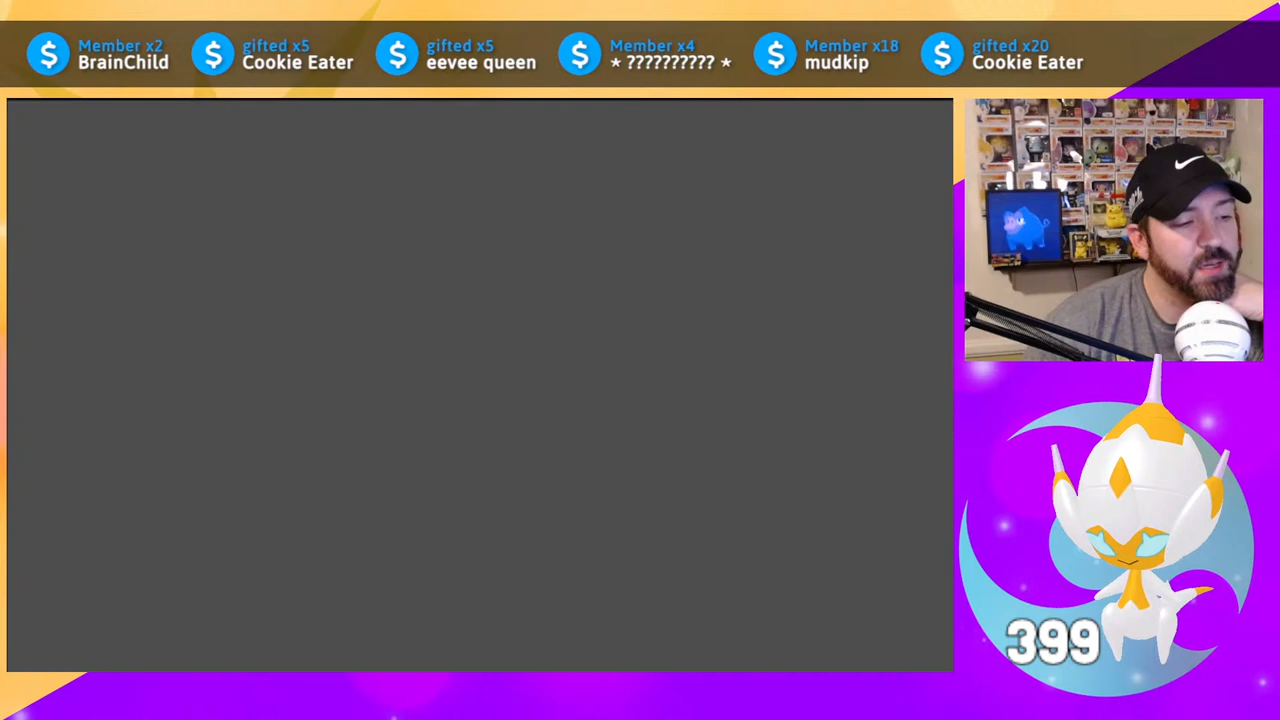 Member x2
BrainChild
gifted x5
Cookie Eater
gifted x5
eevee queen
Member x4
★ ?????????? ★
Member x18
mudkip
gifted x20
Cookie Eater
399